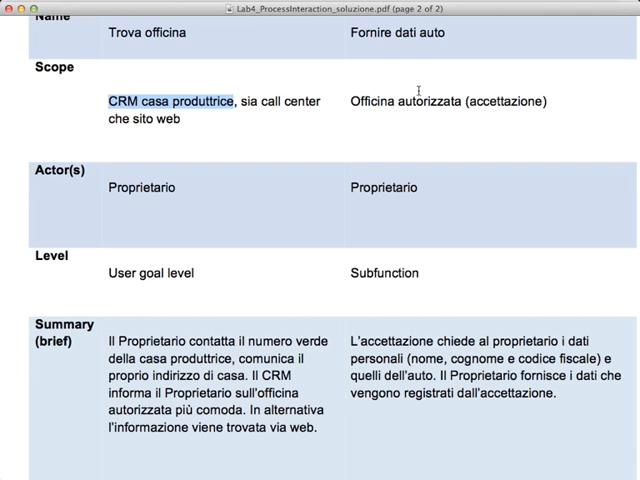 Lab4_ProcessInteraction_soluzione.pdf (page 2 of 2)
Name
Trova officina
Fornire dati auto
Scope
CRM casa produttrice, sia call center
che sito web
Officina autorizzata (accettazione)
Actor(s)
Proprietario
Proprietario
Level
User goal level
Subfunction
Summary
(brief)
Il Proprietario contatta il numero verde
della casa produttrice, comunica il
proprio indirizzo di casa. Il CRM
informa il Proprietario sull'officina
autorizzata più comoda. In alternativa
l'informazione viene trovata via web.
L'accettazione chiede al proprietario i dati
personali (nome, cognome e codice fiscale) e
quelli dell'auto. Il Proprietario fornisce i dati che
vengono registrati dall'accettazione.